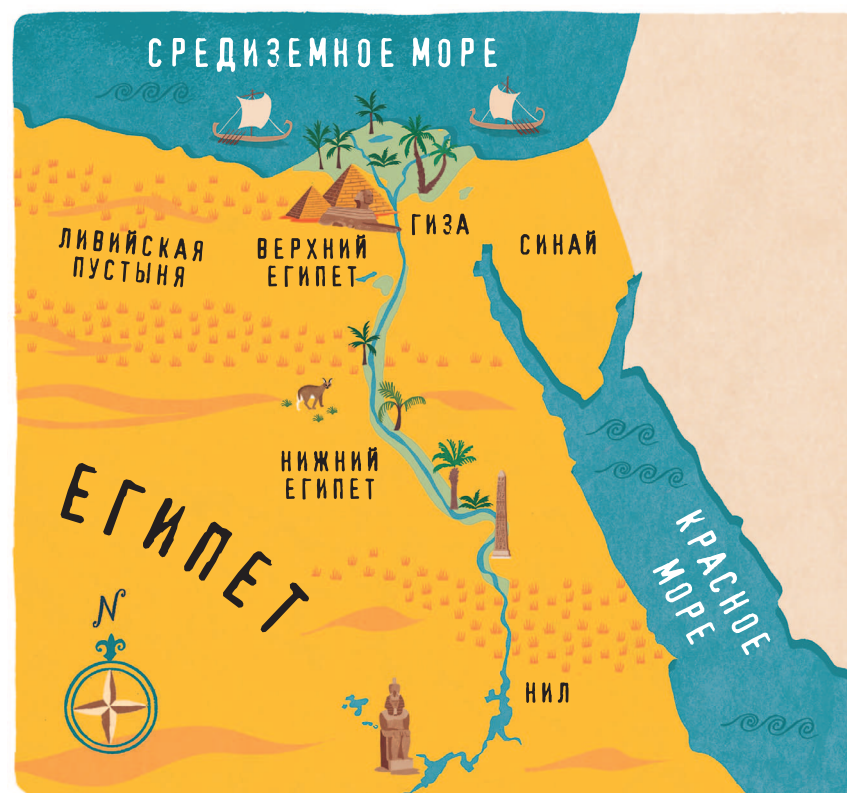 СРЕДИЗЕМНОЕ МОРЕ
ГИЗА
ЛИВИЙСКАЯ
ПУСТЫНЯ
ВЕРХНИЙ
ЕГИПЕТ
СИНАЙ
НИЖНИЙ
ЕГИПЕТ
ЕГИПЕТ
КРАСНОЕ
МОРЕ
N
НИЛ